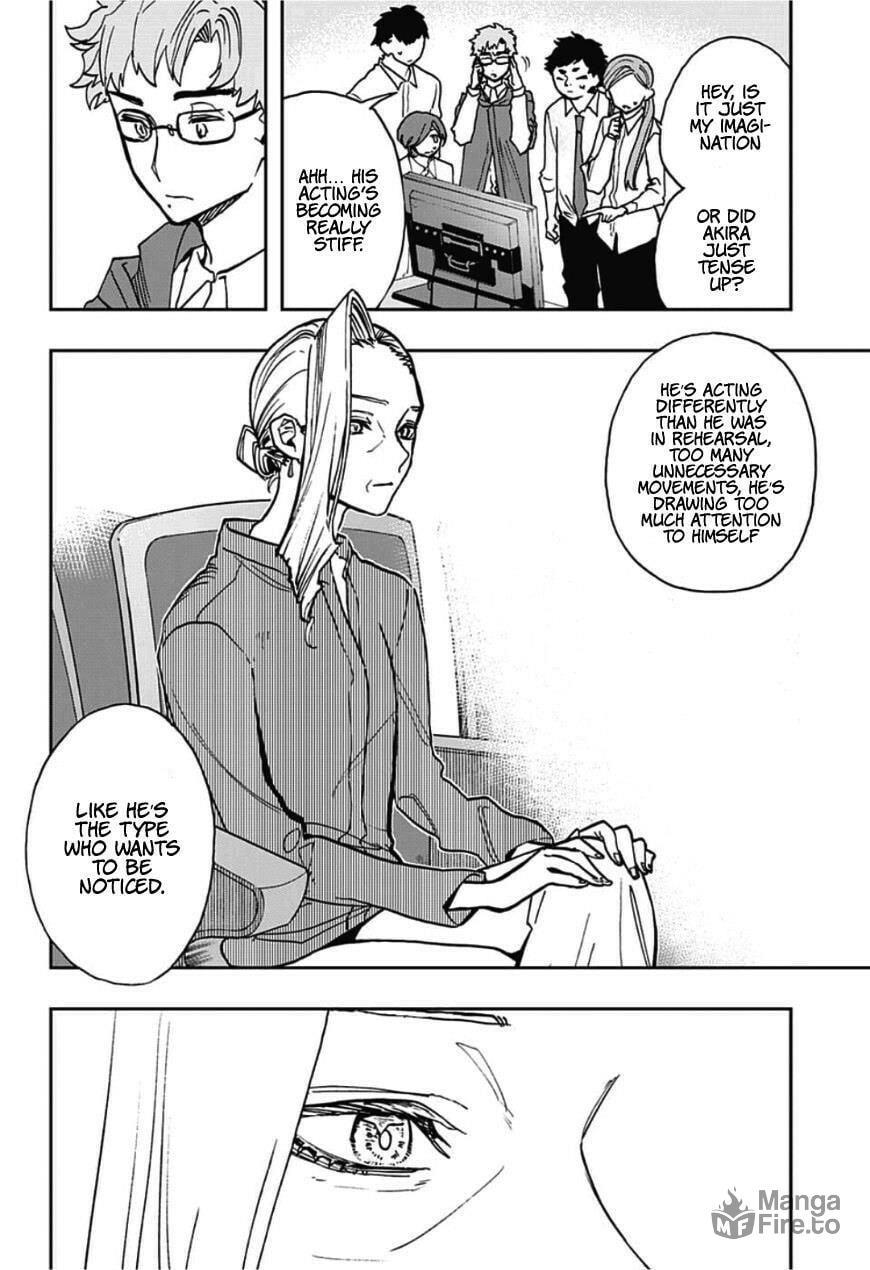 HEY, IS
IT JUST
MY IMAGI-
NATION
OR DID
AKIRA
JUST
TENSE
UP?
AHH... HIS
ACTING'S
BECOMING
REALLY
STIFF.
HE'S ACTING
DIFFERENTLY
THAN HE WAS
IN REHEARSAL,
TOO MANY
UNNECESSARY
MOVEMENTS, HE'S
DRAWING TOO
MUCH ATTENTION
TO HIMSELF
LIKE HE'S
THE TYPE
WHO WANTS
TO BE
NOTICED.
MF
Manga
Fire.to